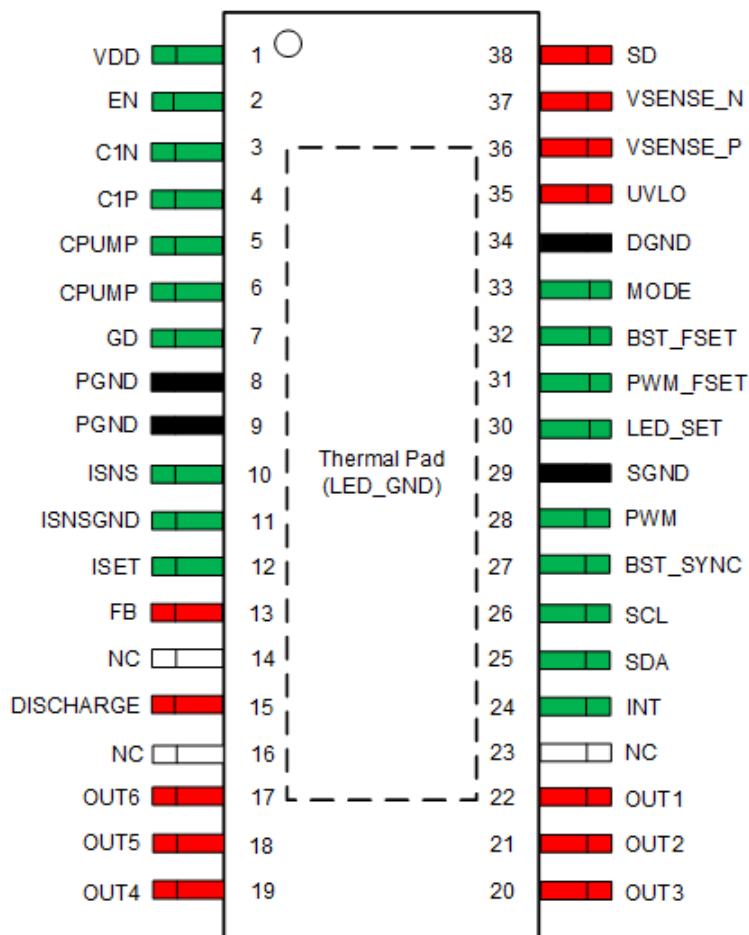 VDD 1 38 SD
EN 2 37 VSENSE_N
C1N 3 36 VSENSE_P
C1P 4 35 UVLO
CPUMP 5 34 DGND
CPUMP 6 33 MODE
GD 7 32 BST_FSET
PGND 8 31 PWM_FSET
PGND 9 30 LED_SET
Thermal Pad
(LED_GND)
ISNS 10 29 SGND
ISNSGND 11 28 PWM
ISET 12 27 BST_SYNC
FB 13 26 SCL
NC 14 25 SDA
DISCHARGE 15 24 INT
NC 16 23 NC
OUT6 17 22 OUT1
OUT5 18 21 OUT2
OUT4 19 20 OUT3